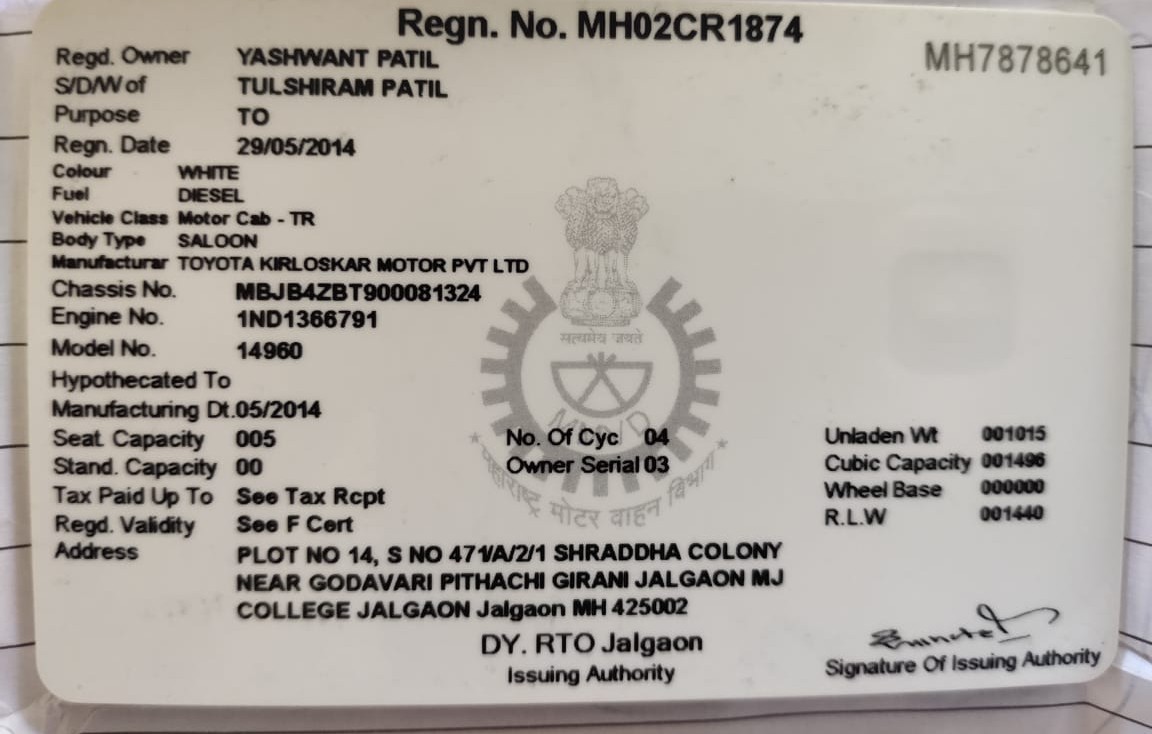 Regn. No. MH02CR1874
MH7878641
Regd. Owner YASHWANT PATIL
S/D/W of TULSHIRAM PATIL
Purpose TO
Regn. Date 29/05/2014
Colour WHITE
Fuel DIESEL
Vehicle Class Motor Cab - TR
Body Type SALOON
Manufacturar TOYOTA KIRLOSKAR MOTOR PVT LTD
Chassis No. MBJB4ZBT900081324
Engine No. 1ND1366791
Model No. 14960
Hypothecated To
Manufacturing Dt.05/2014
Seat. Capacity 005 No. Of Cyc 04 Unladen Wt 001015
Stand. Capacity 00 Owner Serial 03 Cubic Capacity 001496
Tax Paid Up To See Tax Rcpt Wheel Base 000000
Regd. Validity See F Cert R.L.W 001440
Address PLOT NO 14, S NO 471/A/2/1 SHRADDHA COLONY
NEAR GODAVARI PITHACHI GIRANI JALGAON MJ
COLLEGE JALGAON Jalgaon MH 425002
DY. RTO Jalgaon
Issuing Authority
Signature Of Issuing Authority
सत्यमेव जयते
महाराष्ट्र मोटर वाहन विभाग